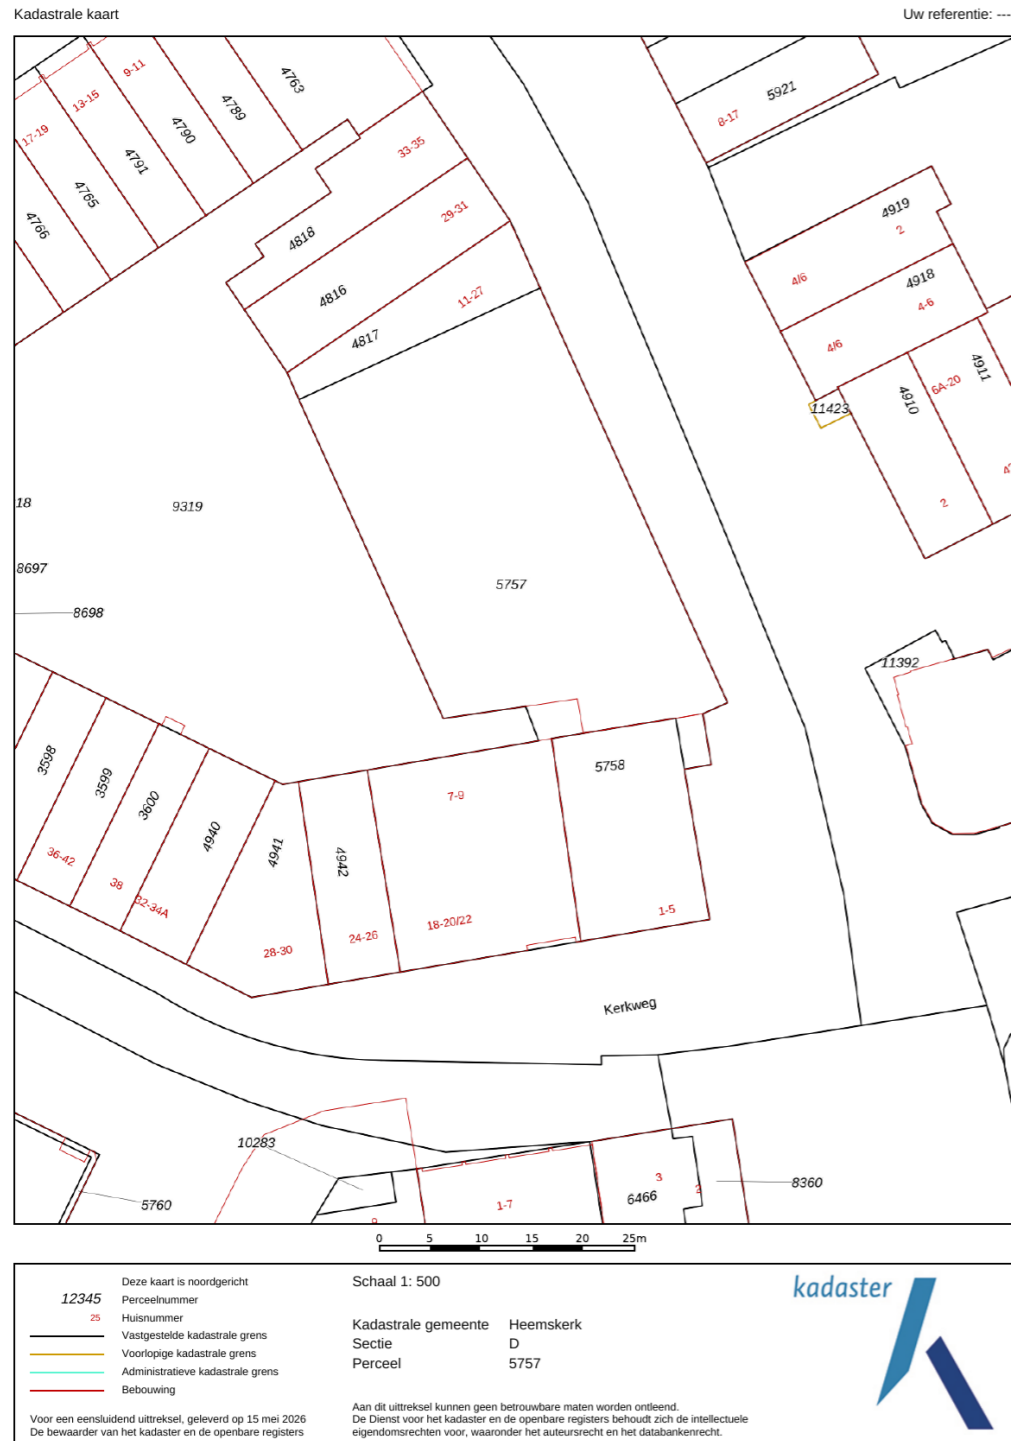 Kadastrale kaart
Uw referentie: ---
9-11
13-15
17-19
4763
4789
4790
4791
4765
4766
33-35
29-31
11-27
4818
4816
4817
5921
8-17
4919
2
4/6
4918
4-6
4/6
11423
4910
6A-20
4911
2
18
9319
8697
8698
5757
11392
3598
3599
3600
4940
4941
4942
7-9
5758
36-42
38
32-34A
28-30
24-26
18-20/22
1-5
Kerkweg
10283
5760
1-7
3
6466
2
8360
0 5 10 15 20 25m
Deze kaart is noordgericht
12345 Perceelnummer
25 Huisnummer
Vastgestelde kadastrale grens
Voorlopige kadastrale grens
Administratieve kadastrale grens
Bebouwing
Voor een eensluidend uittreksel, geleverd op 15 mei 2026
De bewaarder van het kadaster en de openbare registers
Schaal 1: 500
Kadastrale gemeente Heemskerk
Sectie D
Perceel 5757
Aan dit uittreksel kunnen geen betrouwbare maten worden ontleend.
De Dienst voor het kadaster en de openbare registers behoudt zich de intellectuele
eigendomsrechten voor, waaronder het auteursrecht en het databankenrecht.
kadaster